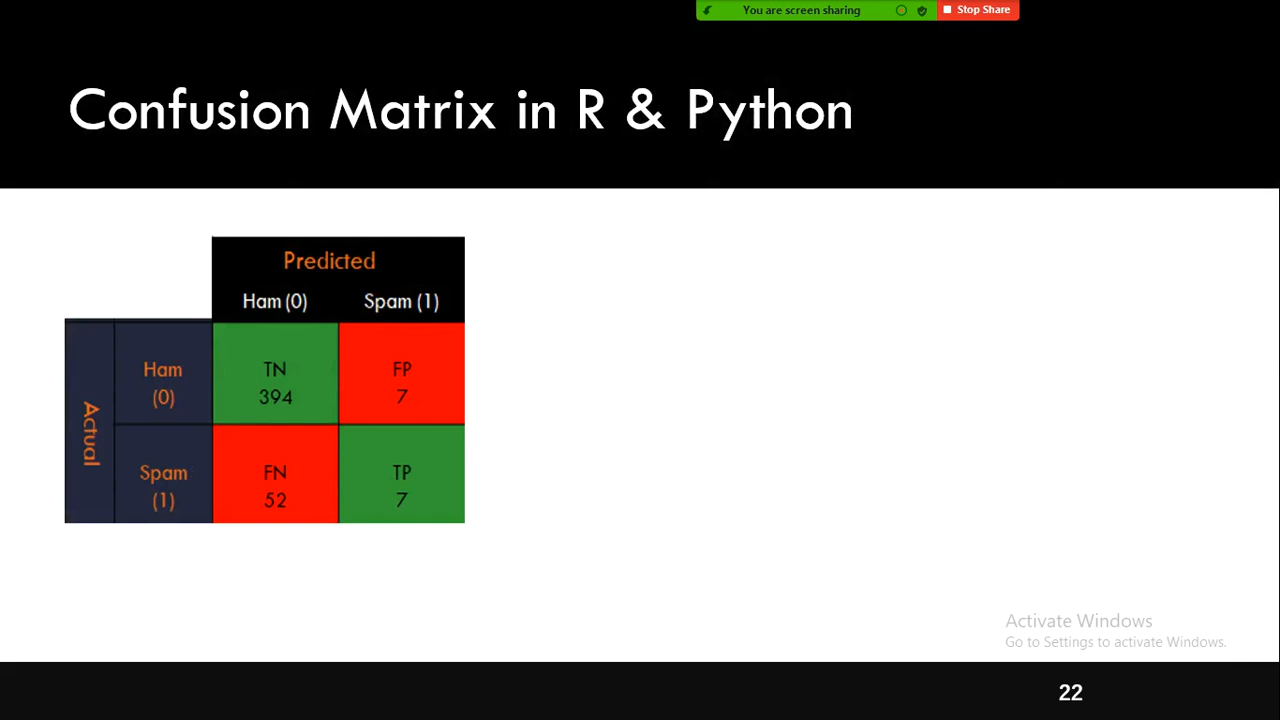 You are screen sharing
Stop Share
Confusion Matrix in R & Python
Predicted
Ham (0) Spam (1)
Actual
Ham
(0)
TN
394
FP
7
Spam
(1)
FN
52
TP
7
Activate Windows
Go to Settings to activate Windows.
22